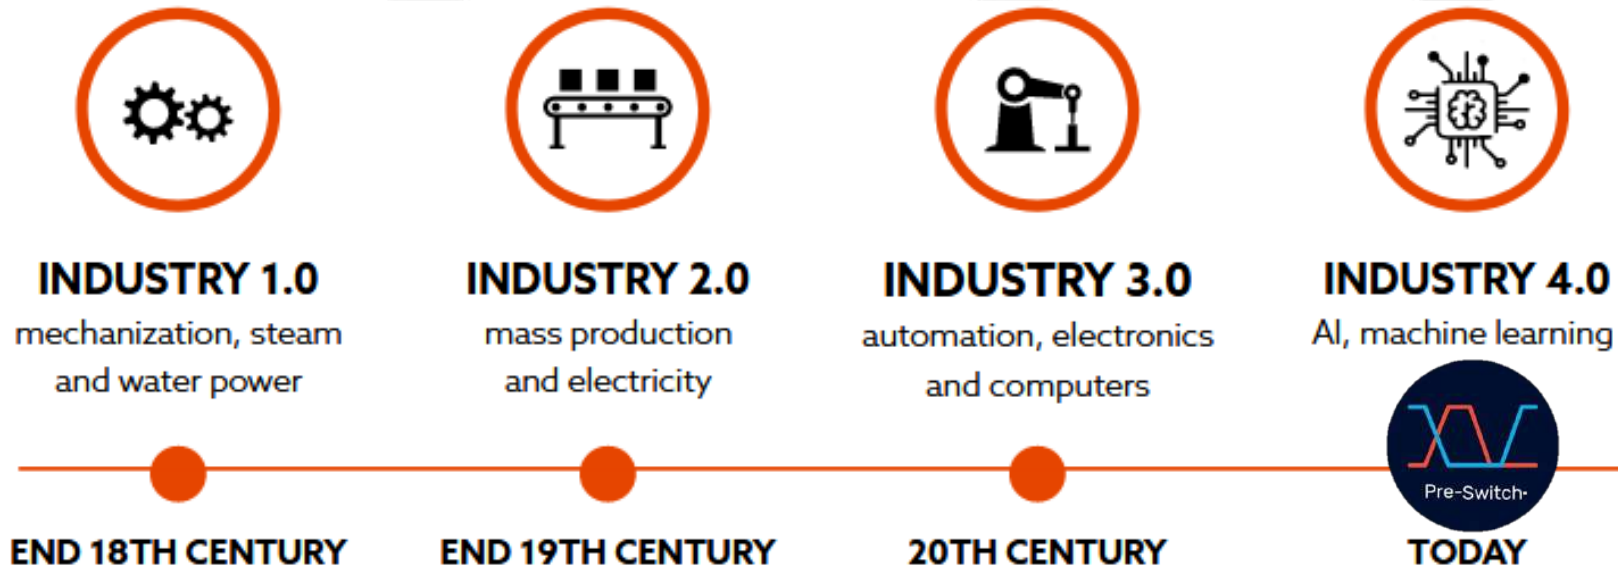 INDUSTRY 1.0
mechanization, steam
and water power
END 18TH CENTURY
INDUSTRY 2.0
mass production
and electricity
END 19TH CENTURY
INDUSTRY 3.0
automation, electronics
and computers
20TH CENTURY
INDUSTRY 4.0
AI, machine learning
Pre-Switch
TODAY